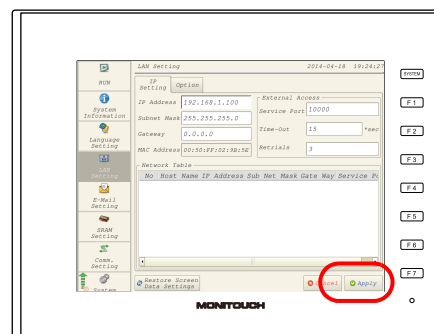 LAN Setting 2014-04-18 19:24:27
RUN
System
Information
Language
Setting
LAN
Setting
E-Mail
Setting
SRAM
Setting
Comm.
Setting
System
IP
Setting
Option
IP Address 192.168.1.100
Subnet Mask 255.255.255.0
Gateway 0.0.0.0
MAC Address 00:50:FF:02:9B:5E
External Access
Service Port 10000
Time-Out 15 *sec
Retrials 3
Network Table
No Host Name IP Address Sub Net Mask Gate Way Service Po
Restore Screen
Data Settings
Cancel
Apply
MONITOUCH
SYSTEM
F1
F2
F3
F4
F5
F6
F7